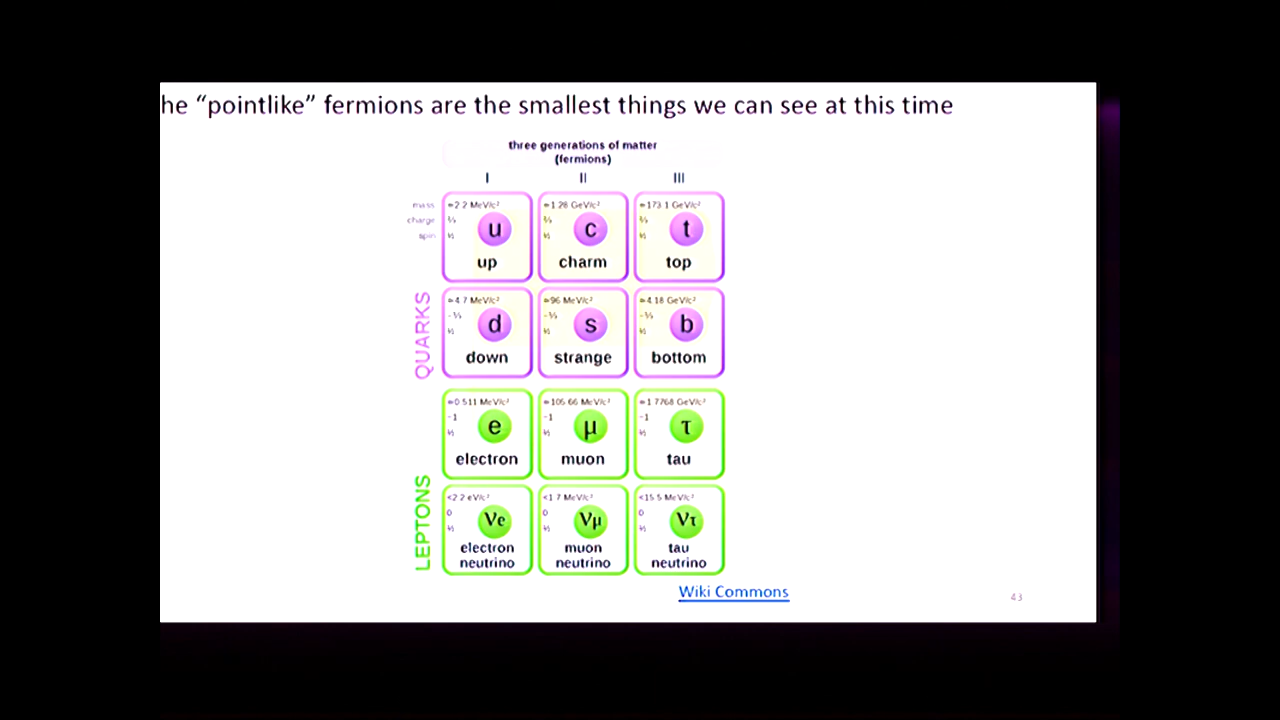 he “pointlike” fermions are the smallest things we can see at this time
three generations of matter
(fermions)
I II III
mass ≈2.2 MeV/c² ≈1.28 GeV/c² ≈173.1 GeV/c²
charge ⅔ ⅔ ⅔
spin ½ ½ ½
u c t
up charm top
QUARKS
≈4.7 MeV/c² ≈96 MeV/c² ≈4.18 GeV/c²
-⅓ -⅓ -⅓
½ ½ ½
d s b
down strange bottom
≈0.511 MeV/c² ≈105.66 MeV/c² ≈1.7768 GeV/c²
-1 -1 -1
½ ½ ½
e μ τ
electron muon tau
LEPTONS
<2.2 eV/c² <1.7 MeV/c² <15.5 MeV/c²
0 0 0
½ ½ ½
νe νμ ντ
electron muon tau
neutrino neutrino neutrino
Wiki Commons
43